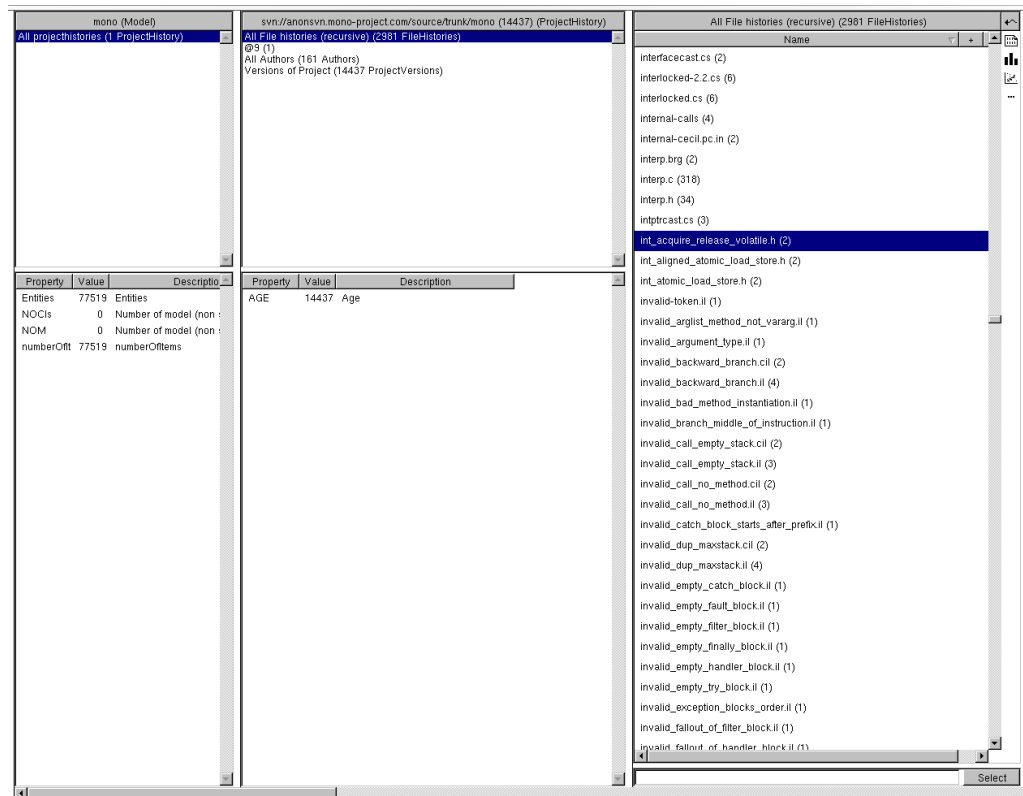 mono (Model)
All projecthistories (1 ProjectHistory)
svn://anonsvn.mono-project.com/source/trunk/mono (14437) (ProjectHistory)
All File histories (recursive) (2981 FileHistories)
@9 (1)
All Authors (161 Authors)
Versions of Project (14437 ProjectVersions)
Property Value Descriptio
Entities 77519 Entities
NOCIs 0 Number of model (non
NOM 0 Number of model (non
numberOfIt 77519 numberOfItems
Property Value Description
AGE 14437 Age
All File histories (recursive) (2981 FileHistories)
Name +
interfacecast.cs (2)
interlocked-2.2.cs (6)
interlocked.cs (6)
internal-calls (4)
internal-cecil.pc.in (2)
interp.brg (2)
interp.c (318)
interp.h (34)
intptrcast.cs (3)
int_acquire_release_volatile.h (2)
int_aligned_atomic_load_store.h (2)
int_atomic_load_store.h (2)
invalid-token.il (1)
invalid_arglist_method_not_vararg.il (1)
invalid_argument_type.il (1)
invalid_backward_branch.cil (2)
invalid_backward_branch.il (4)
invalid_bad_method_instantiation.il (1)
invalid_branch_middle_of_instruction.il (1)
invalid_call_empty_stack.cil (2)
invalid_call_empty_stack.il (3)
invalid_call_no_method.cil (2)
invalid_call_no_method.il (3)
invalid_catch_block_starts_after_prefix.il (1)
invalid_dup_maxstack.cil (2)
invalid_dup_maxstack.il (4)
invalid_empty_catch_block.il (1)
invalid_empty_fault_block.il (1)
invalid_empty_filter_block.il (1)
invalid_empty_finally_block.il (1)
invalid_empty_handler_block.il (1)
invalid_empty_try_block.il (1)
invalid_exception_blocks_order.il (1)
invalid_fallout_of_filter_block.il (1)
invalid_fallout_of_handler_block.il (1)
Select